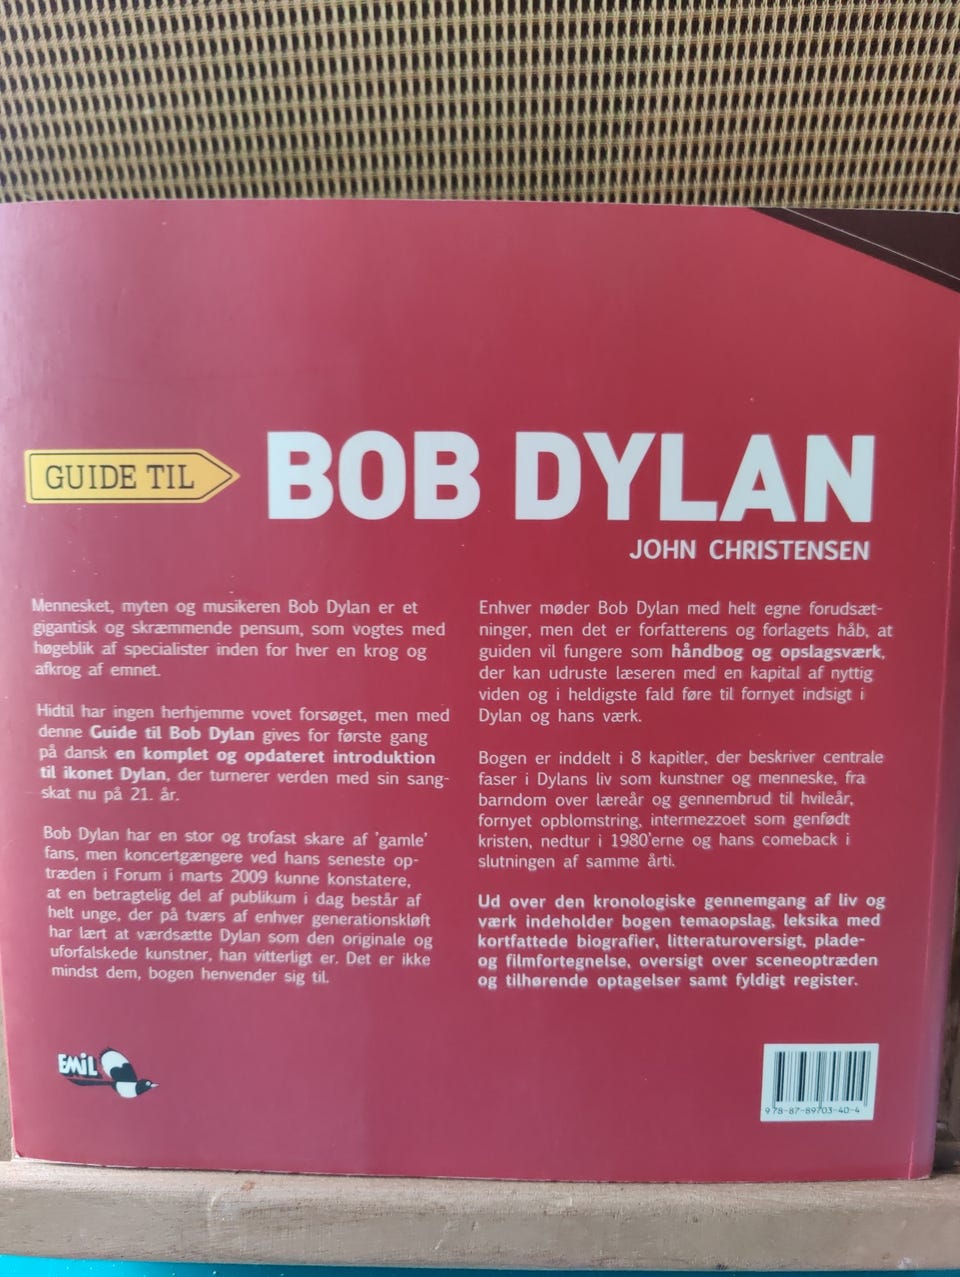 GUIDE TIL
BOB DYLAN
JOHN CHRISTENSEN
Mennesket, myten og musikeren Bob Dylan er et
gigantisk og skræmmende pensum, som vogtes med
høgeblik af specialister inden for hver en krog og
afkrog af emnet.
Hidtil har ingen herhjemme vovet forsøget, men med
denne Guide til Bob Dylan gives for første gang
på dansk en komplet og opdateret introduktion
til ikonet Dylan, der turnerer verden med sin sang-
skat nu på 21. år.
Bob Dylan har en stor og trofast skare af 'gamle'
fans, men koncertgængere ved hans seneste op-
træden i Forum i marts 2009 kunne konstatere,
at en betragtelig del af publikum i dag består af
helt unge, der på tværs af enhver generationskløft
har lært at værdsætte Dylan som den originale og
uforfalskede kunstner, han vitterligt er. Det er ikke
mindst dem, bogen henvender sig til.
Enhver møder Bob Dylan med helt egne forudsæt-
ninger, men det er forfatterens og forlagets håb, at
guiden vil fungere som håndbog og opslagsværk,
der kan udruste læseren med en kapital af nyttig
viden og i heldigste fald føre til fornyet indsigt i
Dylan og hans værk.
Bogen er inddelt i 8 kapitler, der beskriver centrale
faser i Dylans liv som kunstner og menneske, fra
barndom over læreår og gennembrud til hvileår,
fornyet opblomstring, intermezzoet som genfødt
kristen, nedtur i 1980'erne og hans comeback i
slutningen af samme årti.
Ud over den kronologiske gennemgang af liv og
værk indeholder bogen temaopslag, leksika med
kortfattede biografier, litteraturoversigt, plade-
og filmfortegnelse, oversigt over sceneoptræden
og tilhørende optagelser samt fyldigt register.
EMiL
978-87-89703-40-4